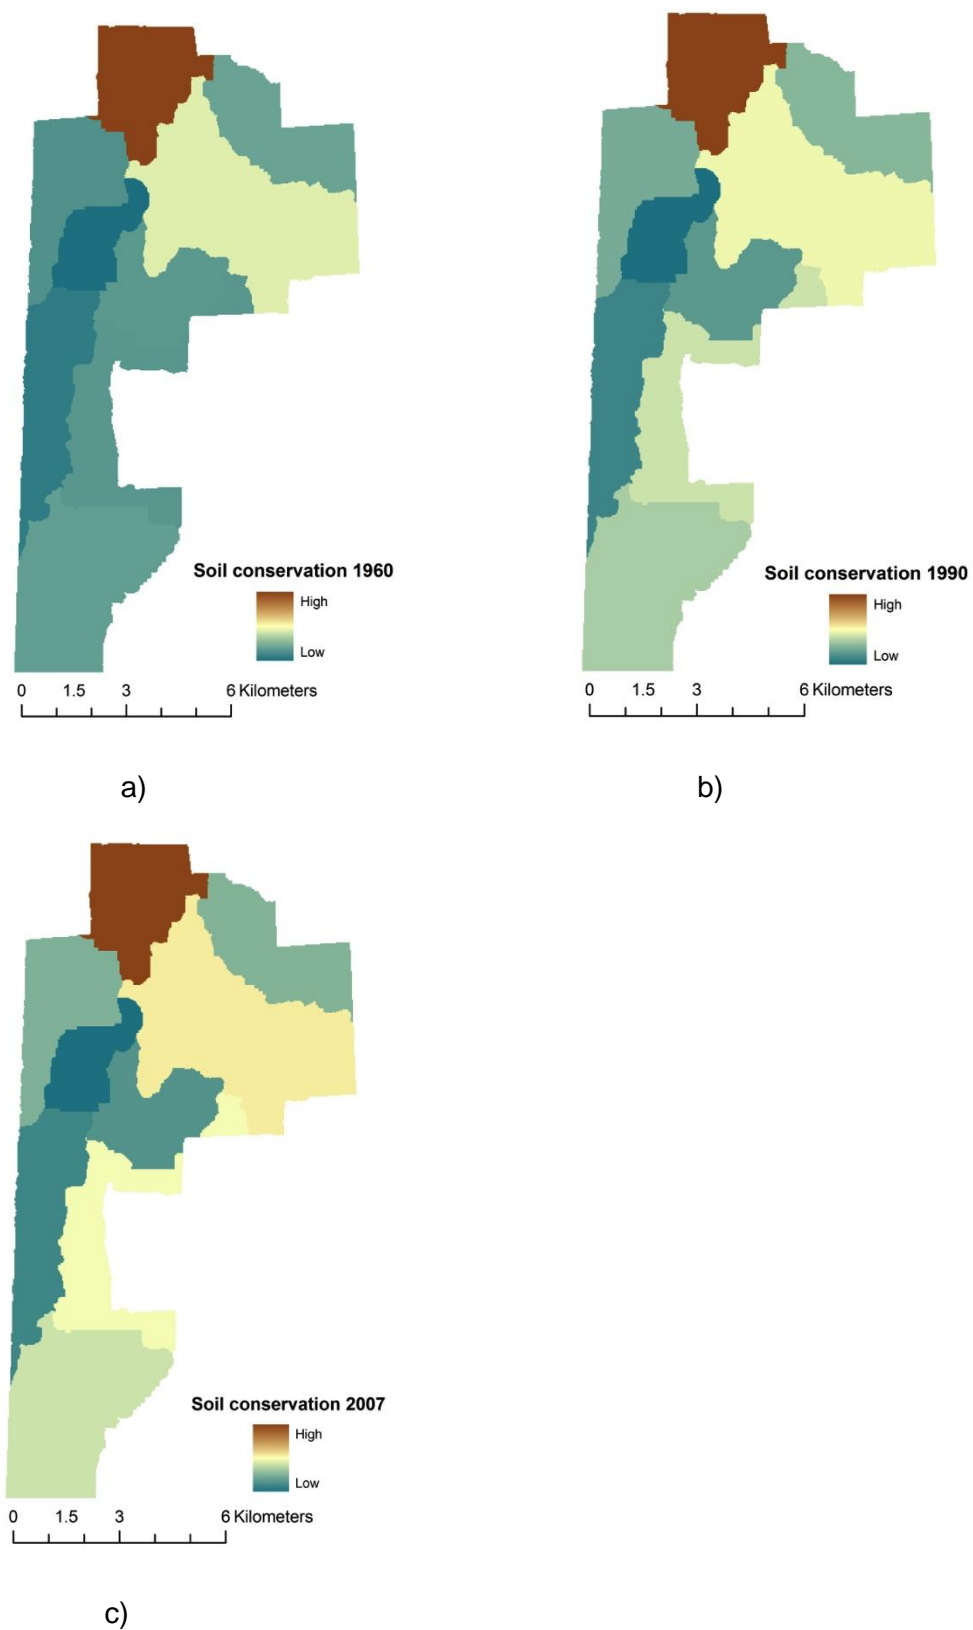 Soil conservation 1960
High
Low
0 1.5 3 6 Kilometers
a)
Soil conservation 1990
High
Low
0 1.5 3 6 Kilometers
b)
Soil conservation 2007
High
Low
0 1.5 3 6 Kilometers
c)